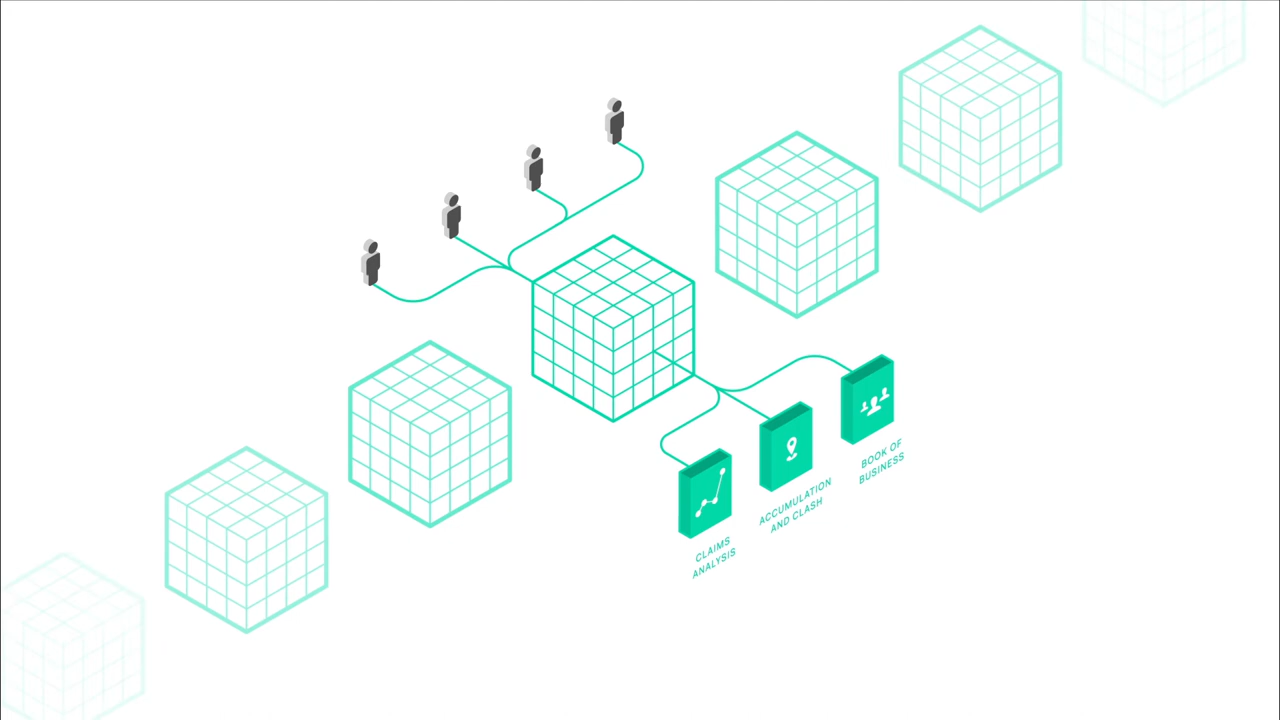 BOOK OF
BUSINESS
ACCUMULATION
AND CLASH
CLAIMS
ANALYSIS